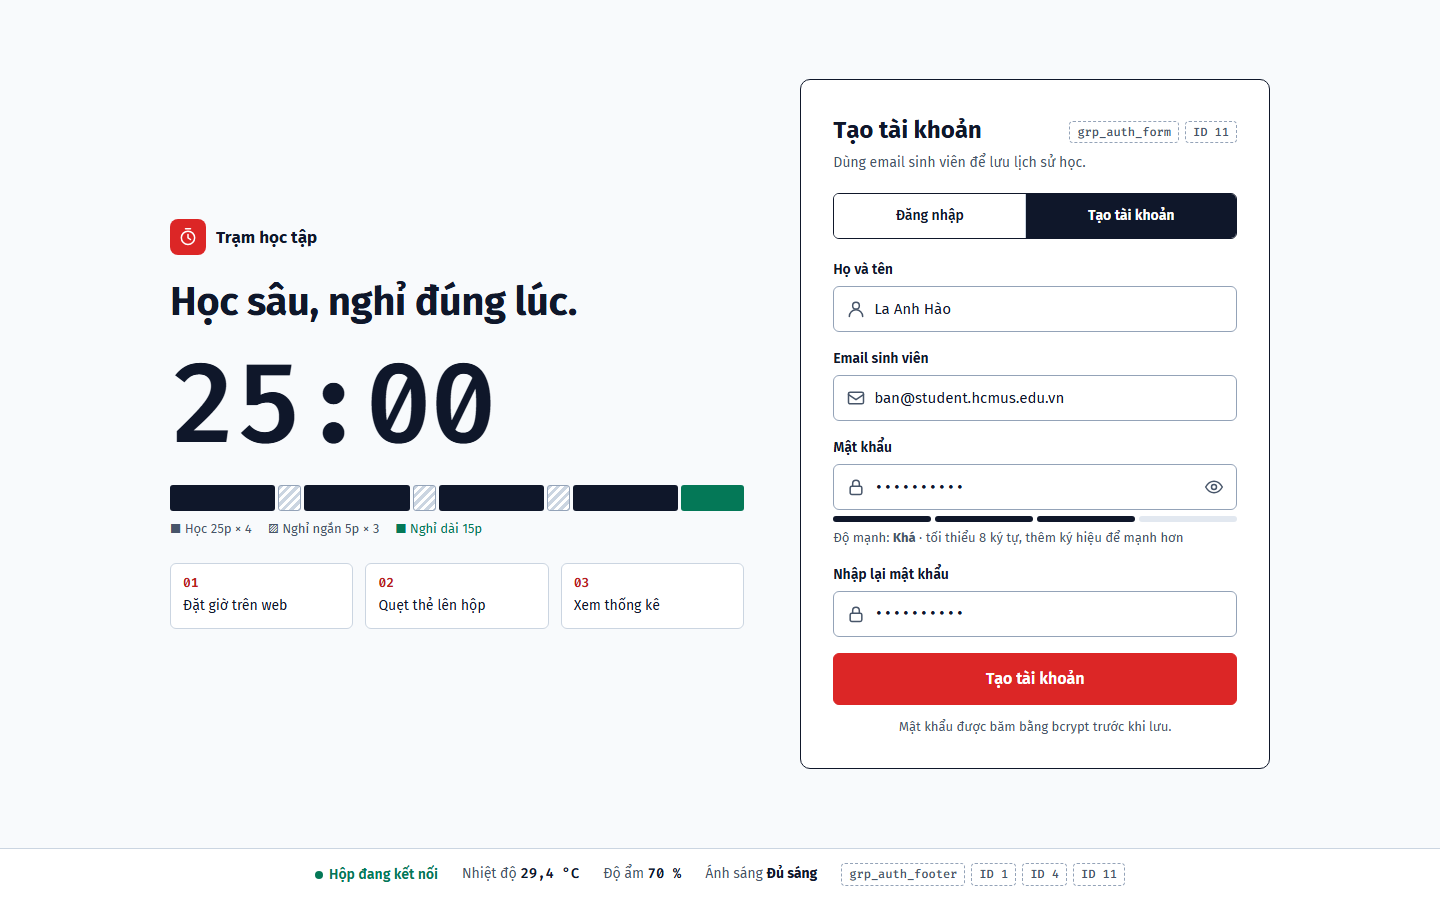 Trạm học tập
Học sâu, nghỉ đúng lúc.
25:00
Học 25p × 4 Nghỉ ngắn 5p × 3 Nghỉ dài 15p
01
Đặt giờ trên web
02
Quẹt thẻ lên hộp
03
Xem thống kê
Tạo tài khoản grp_auth_form ID 11
Dùng email sinh viên để lưu lịch sử học.
Đăng nhập Tạo tài khoản
Họ và tên
La Anh Hào
Email sinh viên
ban@student.hcmus.edu.vn
Mật khẩu
••••••••••
Độ mạnh: Khá · tối thiểu 8 ký tự, thêm ký hiệu để mạnh hơn
Nhập lại mật khẩu
••••••••••
Tạo tài khoản
Mật khẩu được băm bằng bcrypt trước khi lưu.
Hộp đang kết nối Nhiệt độ 29,4 °C Độ ẩm 70 % Ánh sáng Đủ sáng grp_auth_footer ID 1 ID 4 ID 11